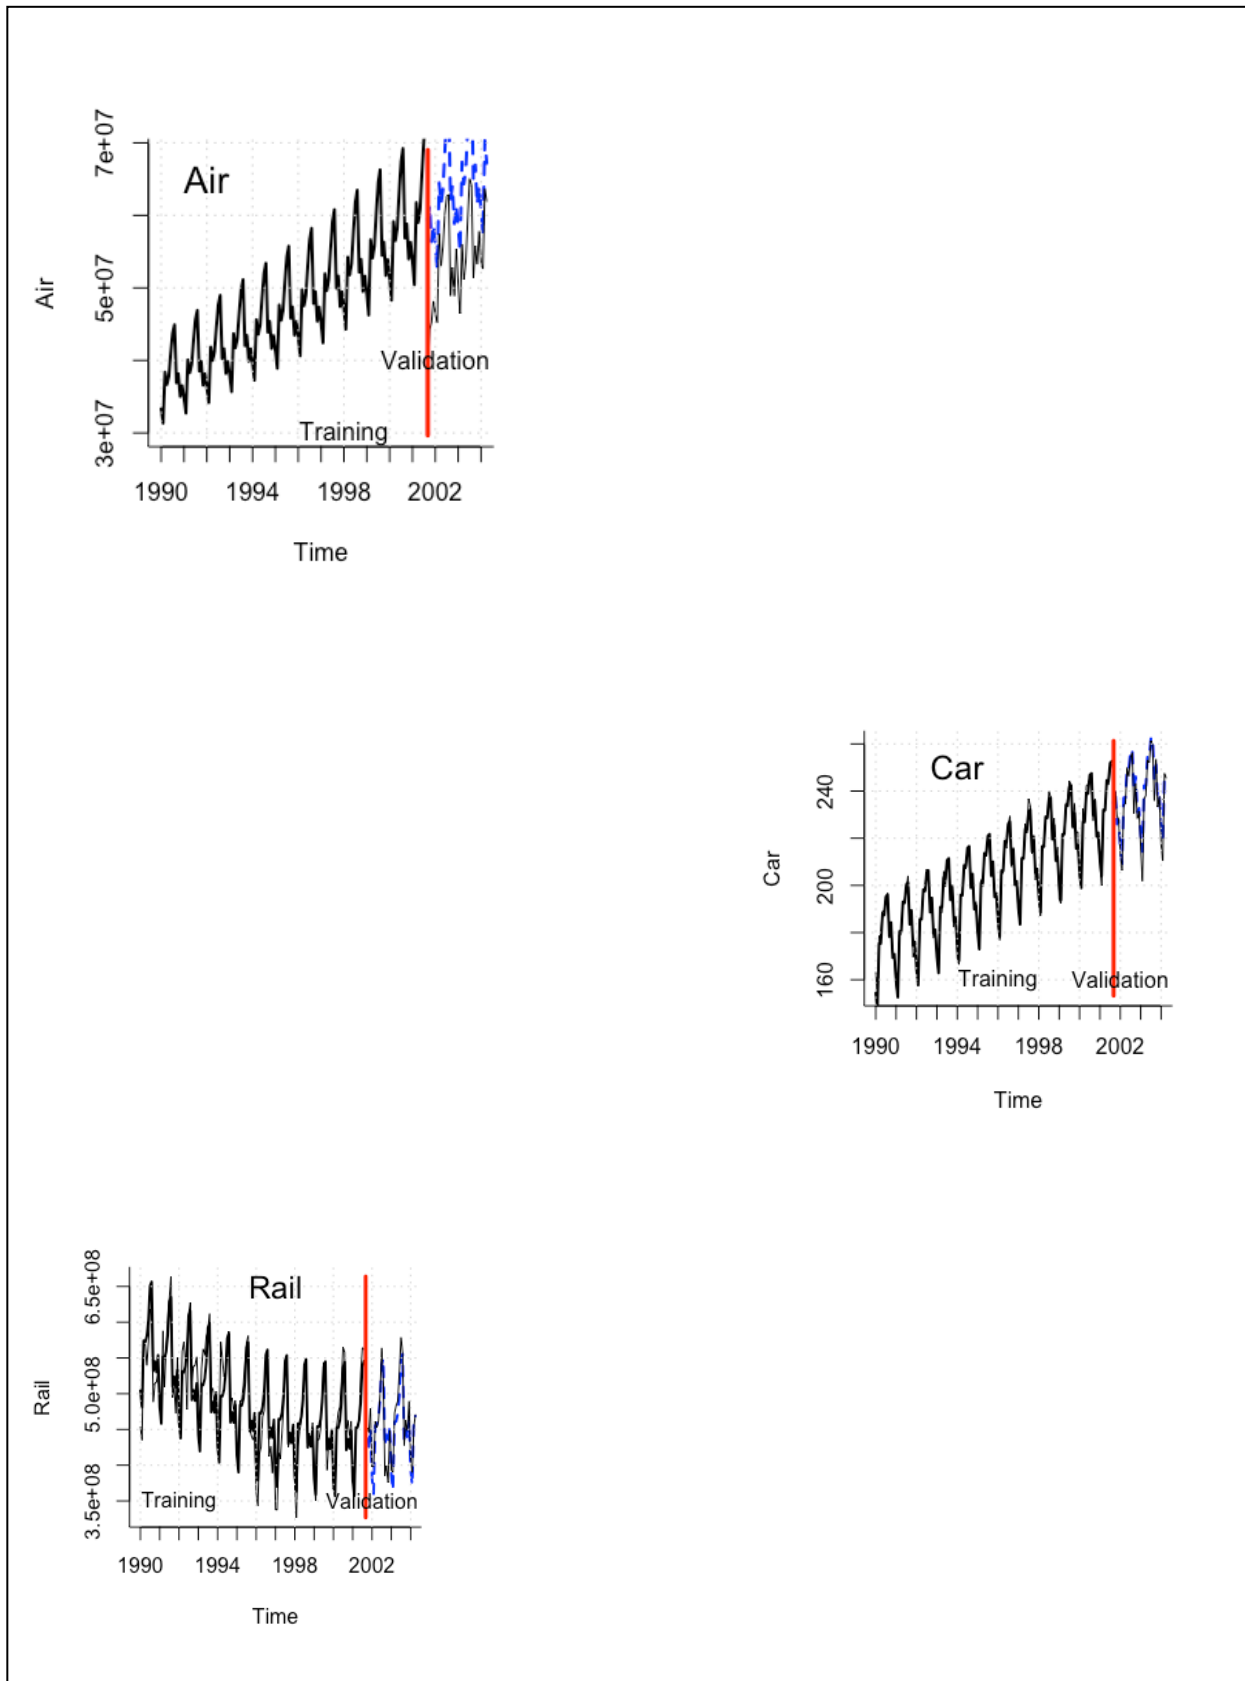 7e+07
5e+07
3e+07
Air
Air
Validation
Training
1990 1994 1998 2002
Time
240
200
160
Car
Car
Training Validation
1990 1994 1998 2002
Time
6.5e+08
5.0e+08
3.5e+08
Rail
Rail
Training Validation
1990 1994 1998 2002
Time